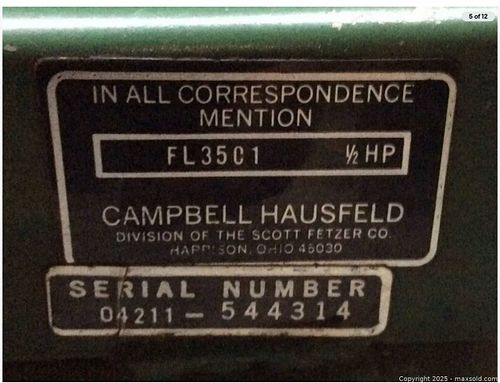 5 of 12
IN ALL CORRESPONDENCE
MENTION
FL3501 ½ HP
CAMPBELL HAUSFELD
DIVISION OF THE SCOTT FETZER CO.
HARRISON, OHIO 45030
SERIAL NUMBER
04211 — 544314
Copyright © 2025 - maxsold.com